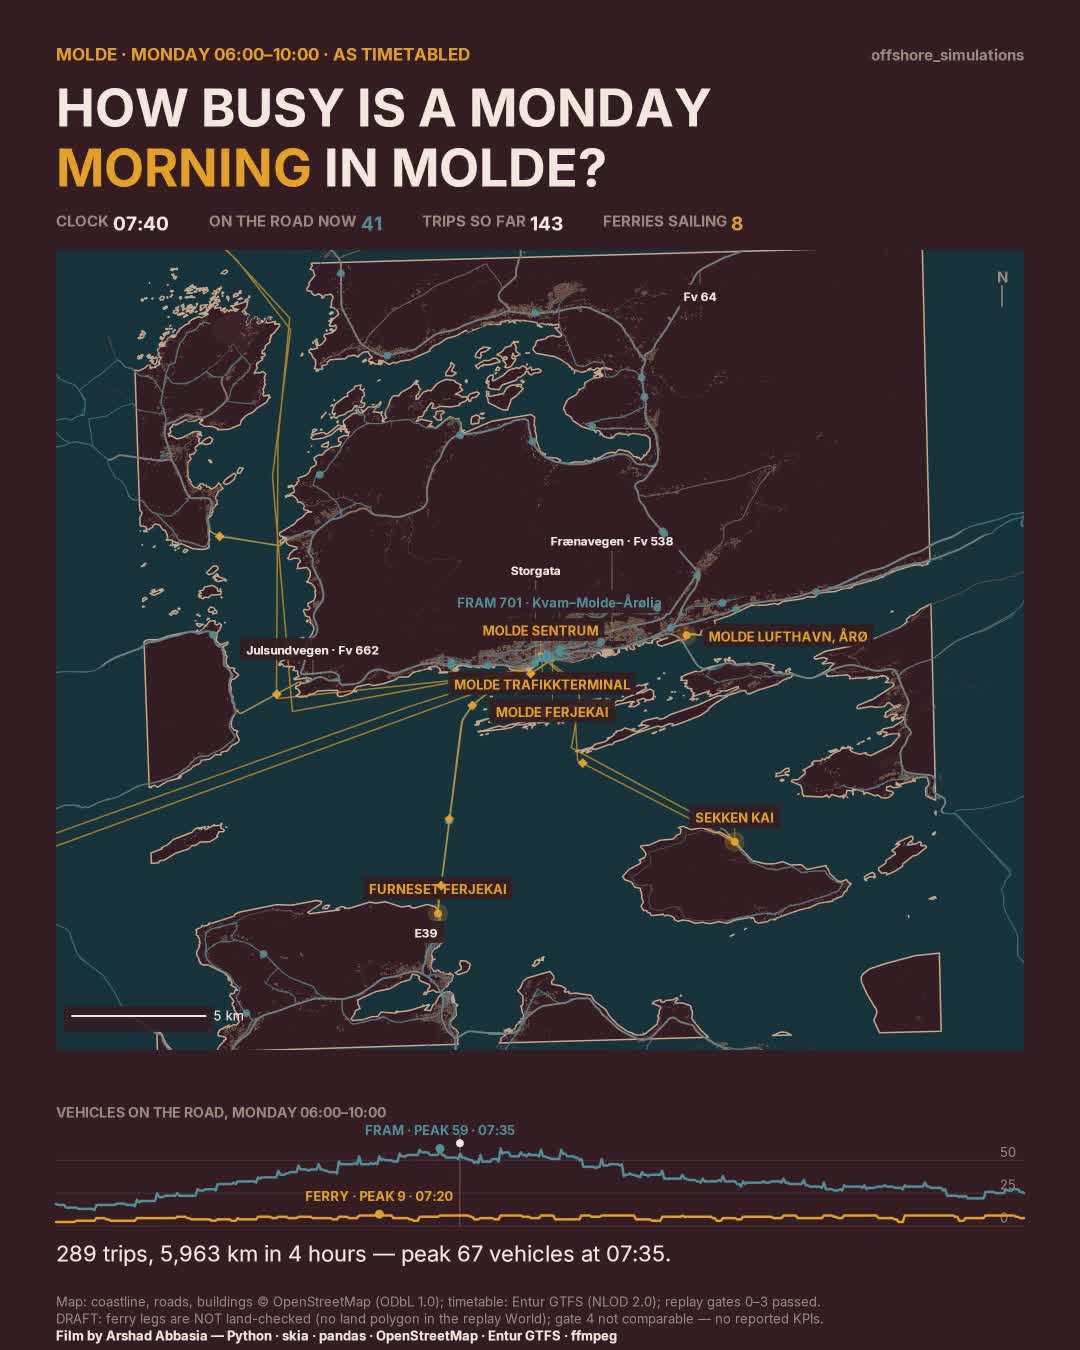 MOLDE · MONDAY 06:00–10:00 · AS TIMETABLED
offshore_simulations
HOW BUSY IS A MONDAY
MORNING IN MOLDE?
CLOCK 07:40 ON THE ROAD NOW 41 TRIPS SO FAR 143 FERRIES SAILING 8
N
Fv 64
Frænavegen · Fv 538
Storgata
FRAM 701 · Kvam–Molde–Årølia
MOLDE SENTRUM
MOLDE LUFTHAVN, ÅRØ
Julsundvegen · Fv 662
MOLDE TRAFIKKTERMINAL
MOLDE FERJEKAI
SEKKEN KAI
FURNESET FERJEKAI
E39
5 km
VEHICLES ON THE ROAD, MONDAY 06:00–10:00
FRAM · PEAK 59 · 07:35
50
25
FERRY · PEAK 9 · 07:20
0
289 trips, 5,963 km in 4 hours — peak 67 vehicles at 07:35.
Map: coastline, roads, buildings © OpenStreetMap (ODbL 1.0); timetable: Entur GTFS (NLOD 2.0); replay gates 0–3 passed.
DRAFT: ferry legs are NOT land-checked (no land polygon in the replay World); gate 4 not comparable — no reported KPIs.
Film by Arshad Abbasia — Python · skia · pandas · OpenStreetMap · Entur GTFS · ffmpeg